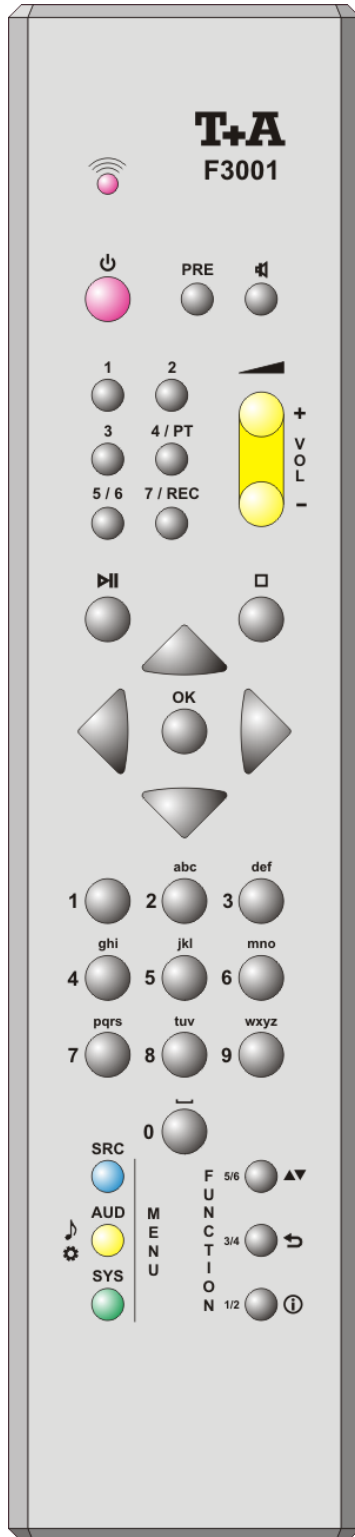 T+A
F3001
PRE
1 2
3 4 / PT
5 / 6 7 / REC
+
VOL
-
OK
abc def
1 2 3
ghi jkl mno
4 5 6
pqrs tuv wxyz
7 8 9
0
SRC
AUD
SYS
MENU
FUNCTION
5/6
3/4
1/2